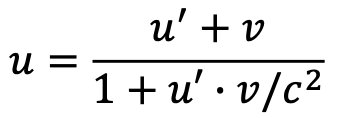 u = (u′ + v) / (1 + u′ · v/c²)